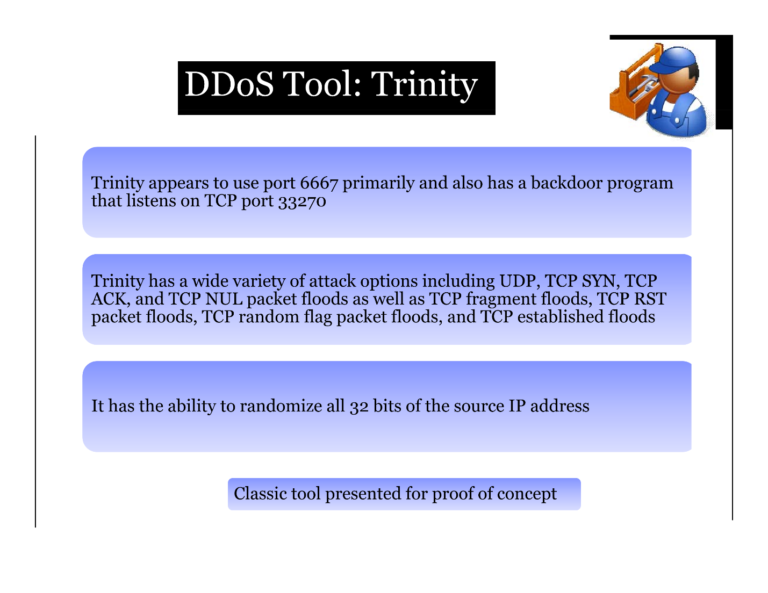 DDoS Tool: Trinity
Trinity appears to use port 6667 primarily and also has a backdoor program
that listens on TCP port 33270
Trinity has a wide variety of attack options including UDP, TCP SYN, TCP
ACK, and TCP NUL packet floods as well as TCP fragment floods, TCP RST
packet floods, TCP random flag packet floods, and TCP established floods
It has the ability to randomize all 32 bits of the source IP address
Classic tool presented for proof of concept